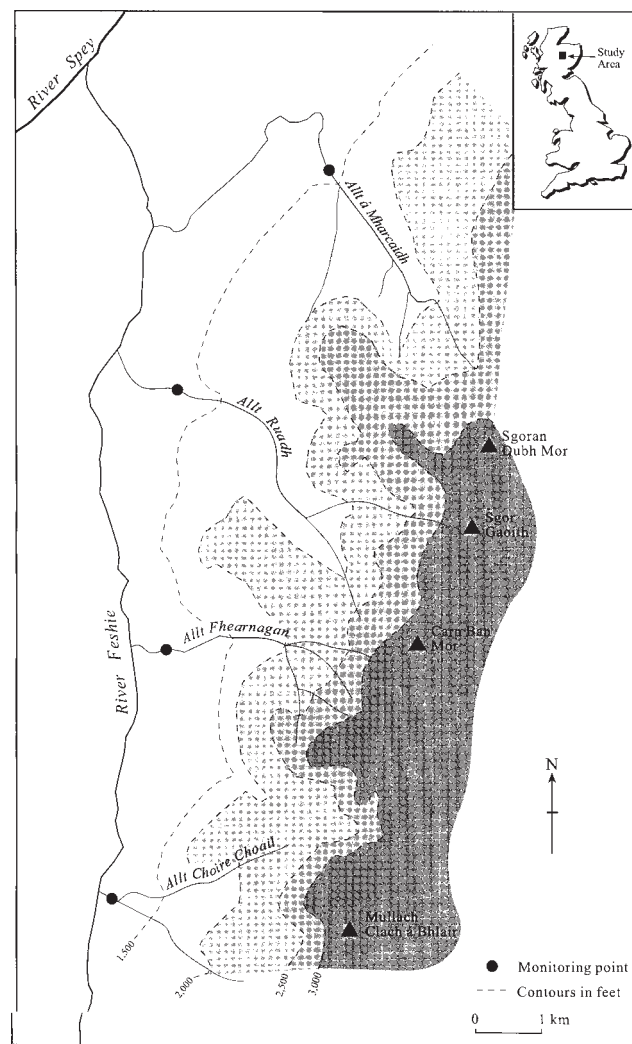 River Spey
Study
Area
Allt á Mharcaidh
Allt Ruadh
Sgoran
Dubh Mor
Sgor
Gaoith
Allt Fhearnagan
Carn Ban
Mor
River Feshie
N
Allt Choire Choail
Mullach
Clach á Bhlair
1,500
2,000
2,500
3,000
Monitoring point
Contours in feet
0 1 km